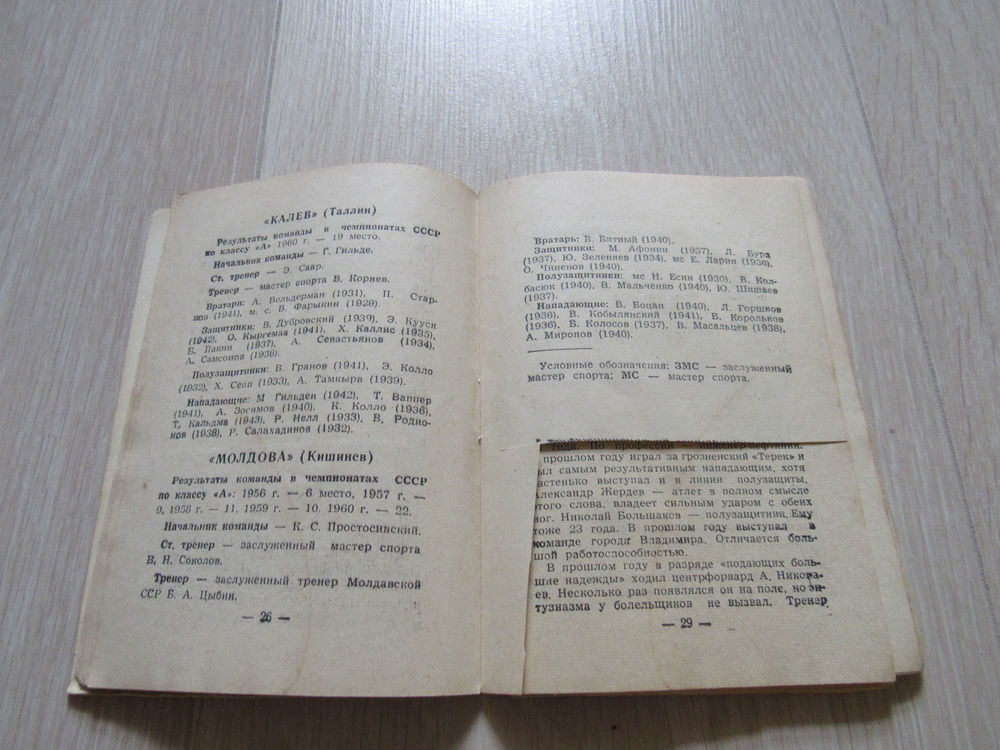 «КАЛЕВ» (Таллин)
Результаты команды в чемпионатах СССР
по классу «А» 1960 г. — 19 место.
Начальник команды — Г. Гильде.
Ст. тренер — Э. Саар.
Тренер — мастер спорта В. Корнев.
Вратари: А. Вельдерман (1931), П. Стар-
ков (1941), м. с. В. Фарыкин (1929).
Защитники: В. Дубровский (1939), Э. Кууск
(1942), О. Кыргемаа (1941), Х. Каллис (1935),
Б. Пакин (1937), А. Севастьянов (1934),
А. Самсонов (1936).
Полузащитники: В. Гранов (1941), Э. Колло
(1932), Х. Сепп (1933), А. Тамкыри (1939).
Нападающие: М Гильден (1942), Т. Ваппер
(1941), А. Зосимов (1940), К. Колло (1936),
Т. Кальдма (1943), Р. Нелл (1933), В. Родио-
нов (1938), Р. Салахадинов (1932).
«МОЛДОВА» (Кишинев)
Результаты команды в чемпионатах СССР
по классу «А»: 1956 г. — 6 место, 1957 г. —
9, 1958 г. — 11, 1959 г. — 10, 1960 г. — 22.
Начальник команды — К. С. Простосинский.
Ст. тренер — заслуженный мастер спорта
В. Н. Соколов.
Тренер — заслуженный тренер Молдавской
ССР Б. А. Цыбин.
— 26 —
Вратарь: В. Битный (1940).
Защитники: М. Афонин (1937), Л. Бурд
(1937), Ю. Зеленяев (1934), мс Е. Ларин (1936),
О. Чиненов (1940).
Полузащитники: мс Н. Есин (1930), В. Кол-
басюк (1940), В. Мальченко (1940), Ю. Шишаев
(1937).
Нападающие: В. Боцан (1940), Л. Горшков
(1936), В. Кобылянский (1941), В. Корольков
(1936), Б. Колосов (1937), В. Масальцев (1938),
А. Миронов (1940).
Условные обозначения: ЗМС — заслуженный
мастер спорта; МС — мастер спорта.
года. По профессии
прошлом году играл за грозненский «Терек» и
был самым результативным нападающим, хотя
частенько выступал и в линии полузащиты,
Александр Жердев — атлет в полном смысле
этого слова, владеет сильным ударом с обеих
ног. Николай Большаков — полузащитник. Ему
тоже 23 года. В прошлом году выступал в
команде города Владимира. Отличается боль-
шой работоспособностью.
В прошлом году в разряде «подающих боль-
шие надежды» ходил центрфорвард А. Никола-
ев. Несколько раз появлялся он на поле, но эн-
тузиазма у болельщиков не вызвал. Тренер
— 29 —